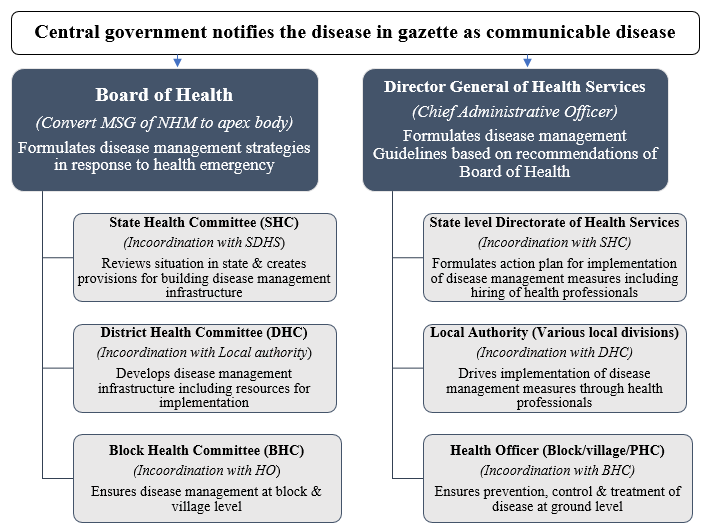 Central government notifies the disease in gazette as communicable disease
Board of Health
(Convert MSG of NHM to apex body)
Formulates disease management strategies
in response to health emergency
Director General of Health Services
(Chief Administrative Officer)
Formulates disease management
Guidelines based on recommendations of
Board of Health
State Health Committee (SHC)
(Incoordination with SDHS)
Reviews situation in state & creates
provisions for building disease management
infrastructure
State level Directorate of Health Services
(Incoordination with SHC)
Formulates action plan for implementation
of disease management measures including
hiring of health professionals
District Health Committee (DHC)
(Incoordination with Local authority)
Develops disease management
infrastructure including resources for
implementation
Local Authority (Various local divisions)
(Incoordination with DHC)
Drives implementation of disease
management measures through health
professionals
Block Health Committee (BHC)
(Incoordination with HO)
Ensures disease management at block &
village level
Health Officer (Block/village/PHC)
(Incoordination with BHC)
Ensures prevention, control & treatment of
disease at ground level